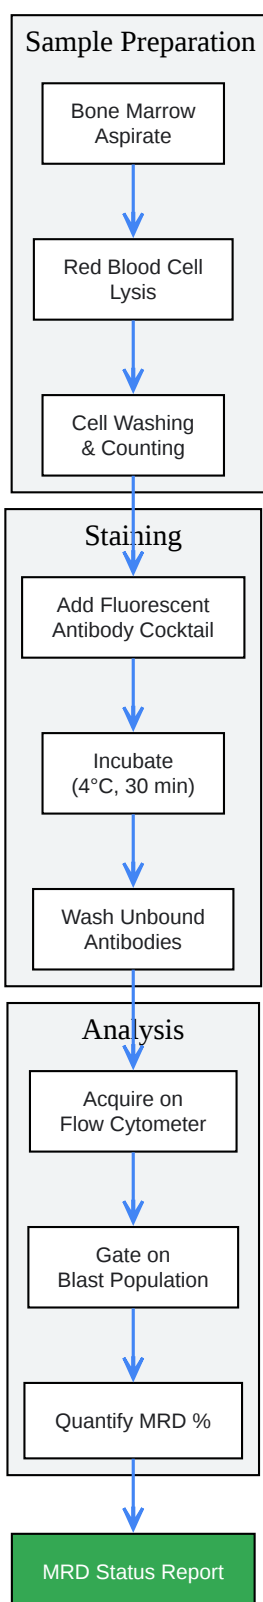 Sample Preparation
Bone Marrow
Aspirate
Red Blood Cell
Lysis
Cell Washing
& Counting
Staining
Add Fluorescent
Antibody Cocktail
Incubate
(4°C, 30 min)
Wash Unbound
Antibodies
Analysis
Acquire on
Flow Cytometer
Gate on
Blast Population
Quantify MRD %
MRD Status Report